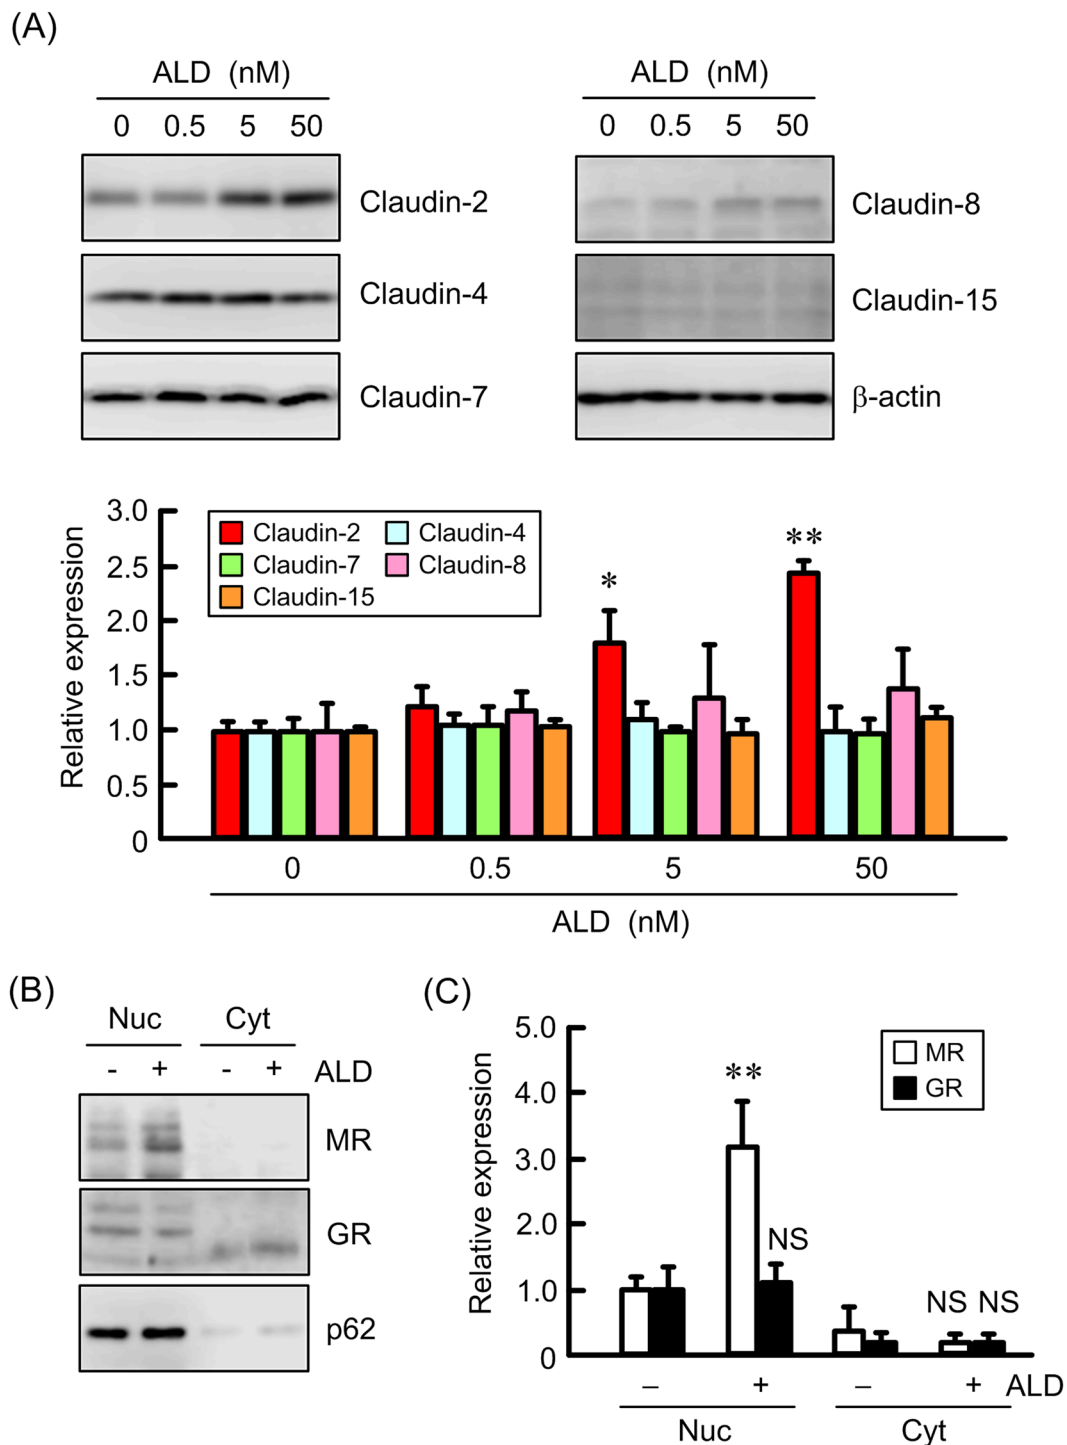 (A)
ALD (nM)
0 0.5 5 50
Claudin-2
Claudin-4
Claudin-7
ALD (nM)
0 0.5 5 50
Claudin-8
Claudin-15
β-actin
Relative expression
3.0
2.5
2.0
1.5
1.0
0.5
0
Claudin-2 Claudin-4
Claudin-7 Claudin-8
Claudin-15
*
**
0 0.5 5 50
ALD (nM)
(B)
Nuc Cyt
- + - + ALD
MR
GR
p62
(C)
Relative expression
5.0
4.0
3.0
2.0
1.0
0
MR
GR
**
NS
NS NS
– + – + ALD
Nuc Cyt